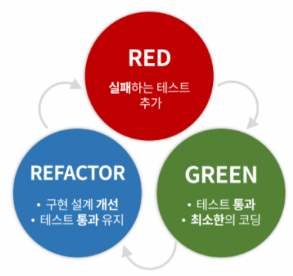 RED
실패하는 테스트
추가
REFACTOR
• 구현 설계 개선
• 테스트 통과 유지
GREEN
• 테스트 통과
• 최소한의 코딩